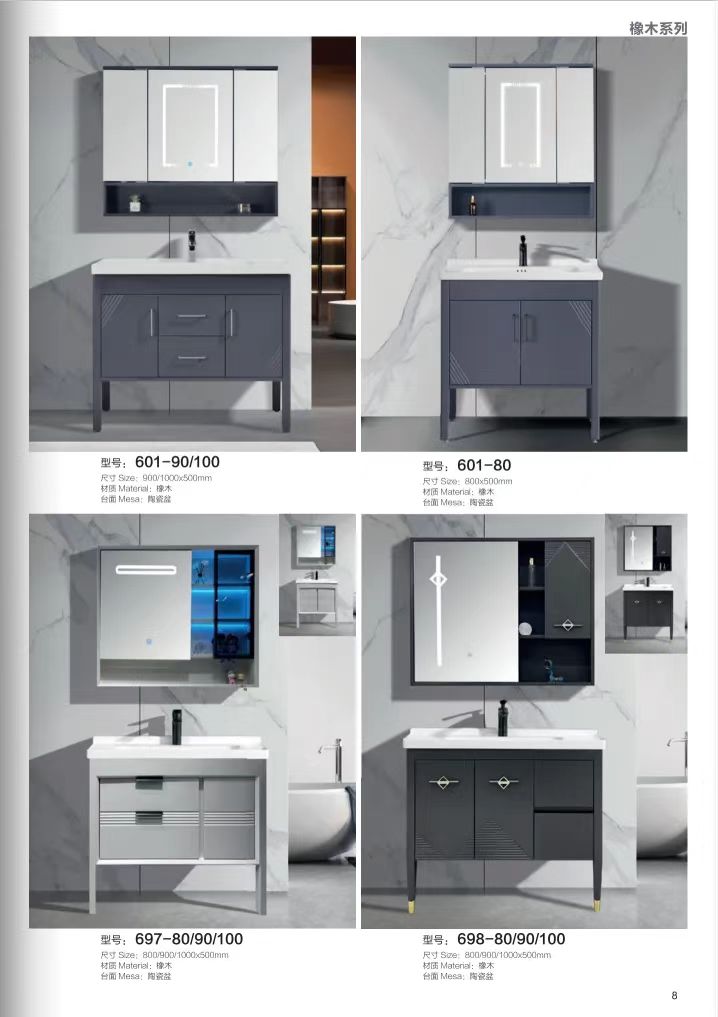 橡木系列
型号：601-90/100
尺寸 Size：900/1000x500mm
材质 Material：橡木
台面 Mesa：陶瓷盆
型号：601-80
尺寸 Size：800x500mm
材质 Material：橡木
台面 Mesa：陶瓷盆
型号：697-80/90/100
尺寸 Size：800/900/1000x500mm
材质 Material：橡木
台面 Mesa：陶瓷盆
型号：698-80/90/100
尺寸 Size：800/900/1000x500mm
材质 Material：橡木
台面 Mesa：陶瓷盆
8